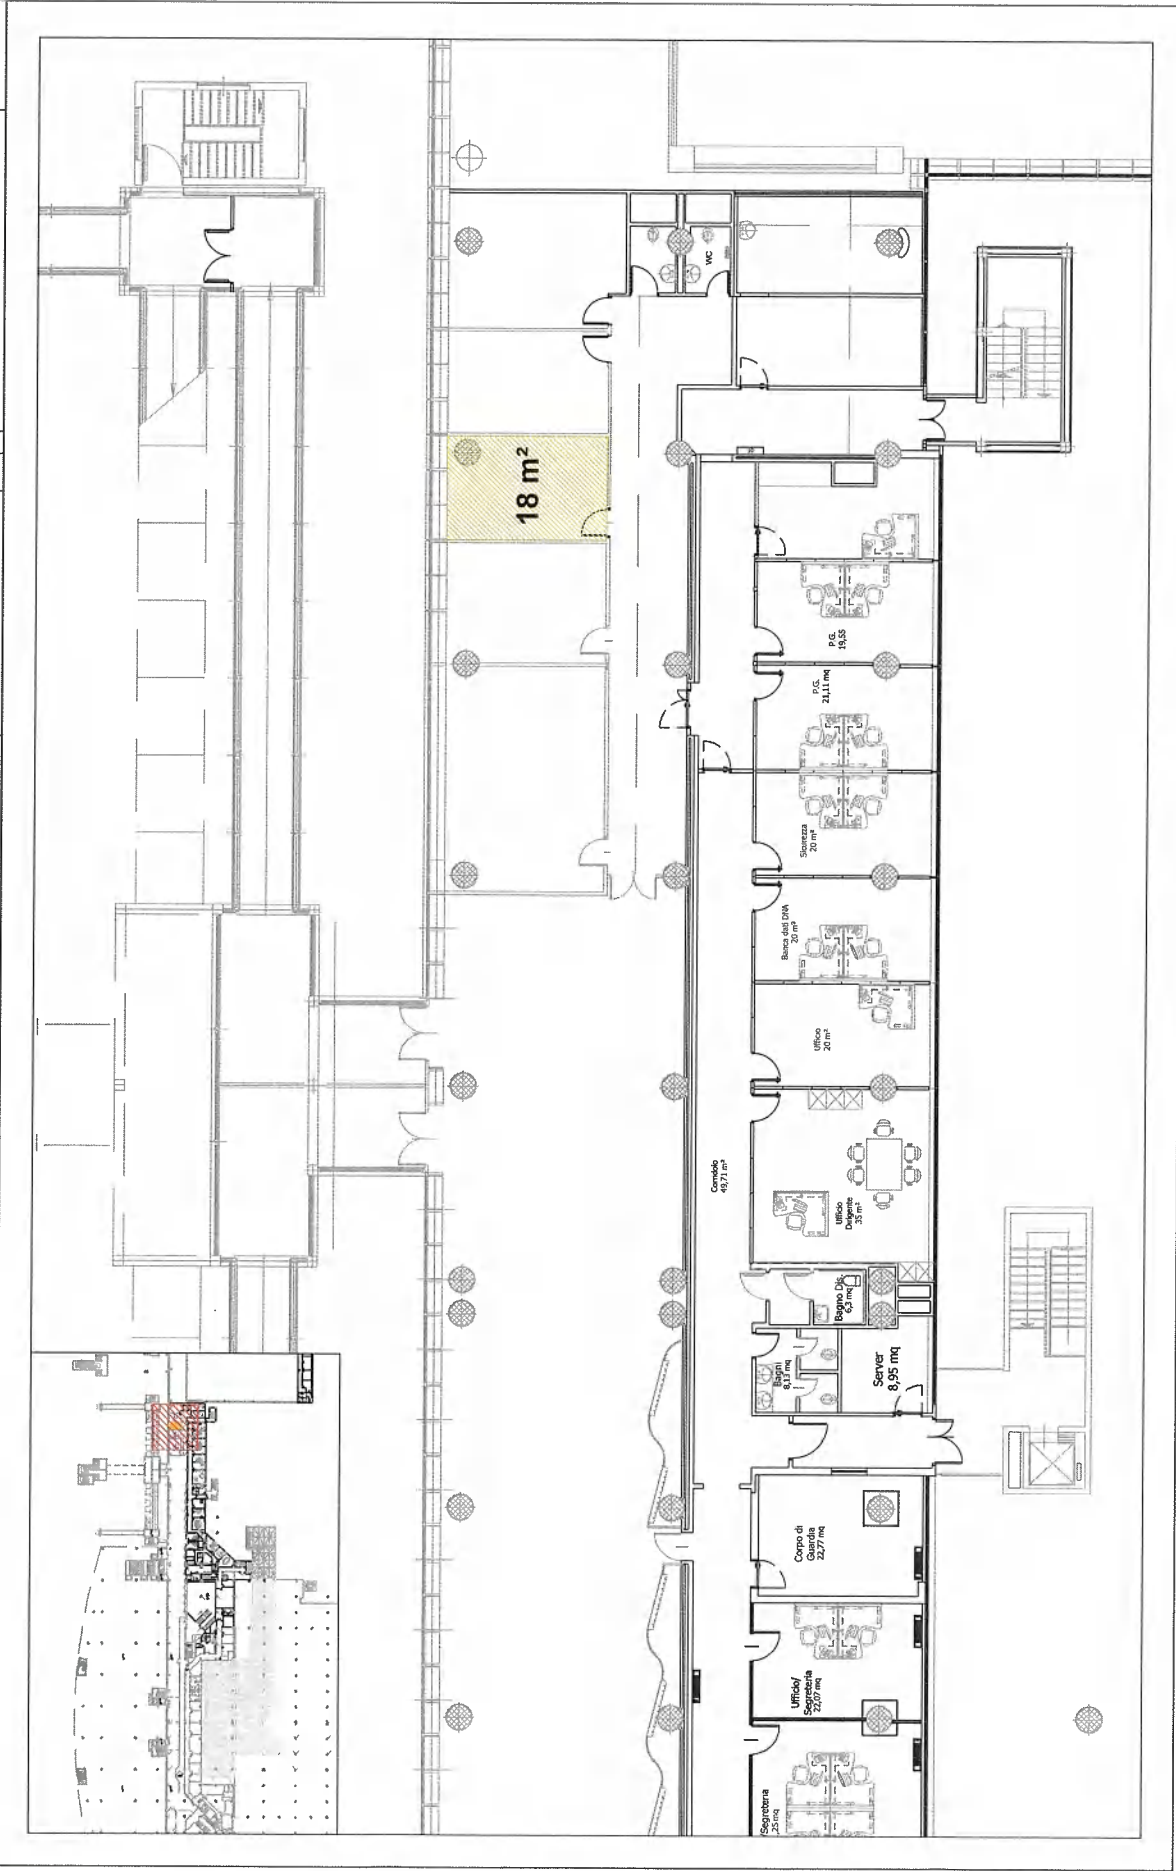 WC
18 m²
P.G.
19,55
P.G.
21,11 mq
Sicurezza
20 m²
Banca dati DNA
20 m²
Ufficio
20 m²
Corridoio
49,71 m²
Ufficio
Dirigente
35 m²
Bagno Dis.
6,3 mq
Bagni
8,13 mq
Server
8,95 mq
Corpo di
Guardia
22,77 mq
Ufficio/
Segreteria
22,07 mq
/Segreteria
,25 mq